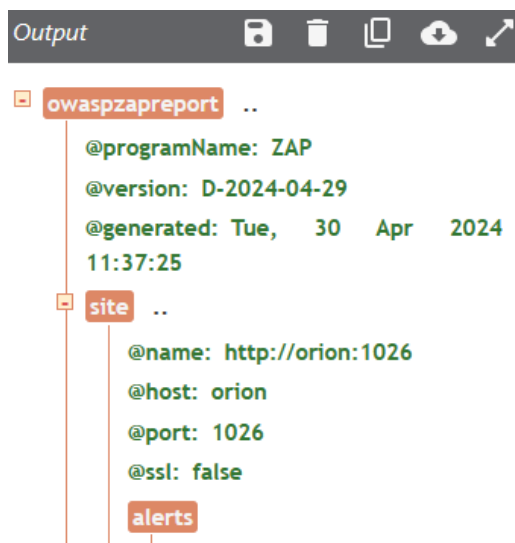 Output
owaspzapreport ..
@programName: ZAP
@version: D-2024-04-29
@generated: Tue, 30 Apr 2024
11:37:25
site ..
@name: http://orion:1026
@host: orion
@port: 1026
@ssl: false
alerts